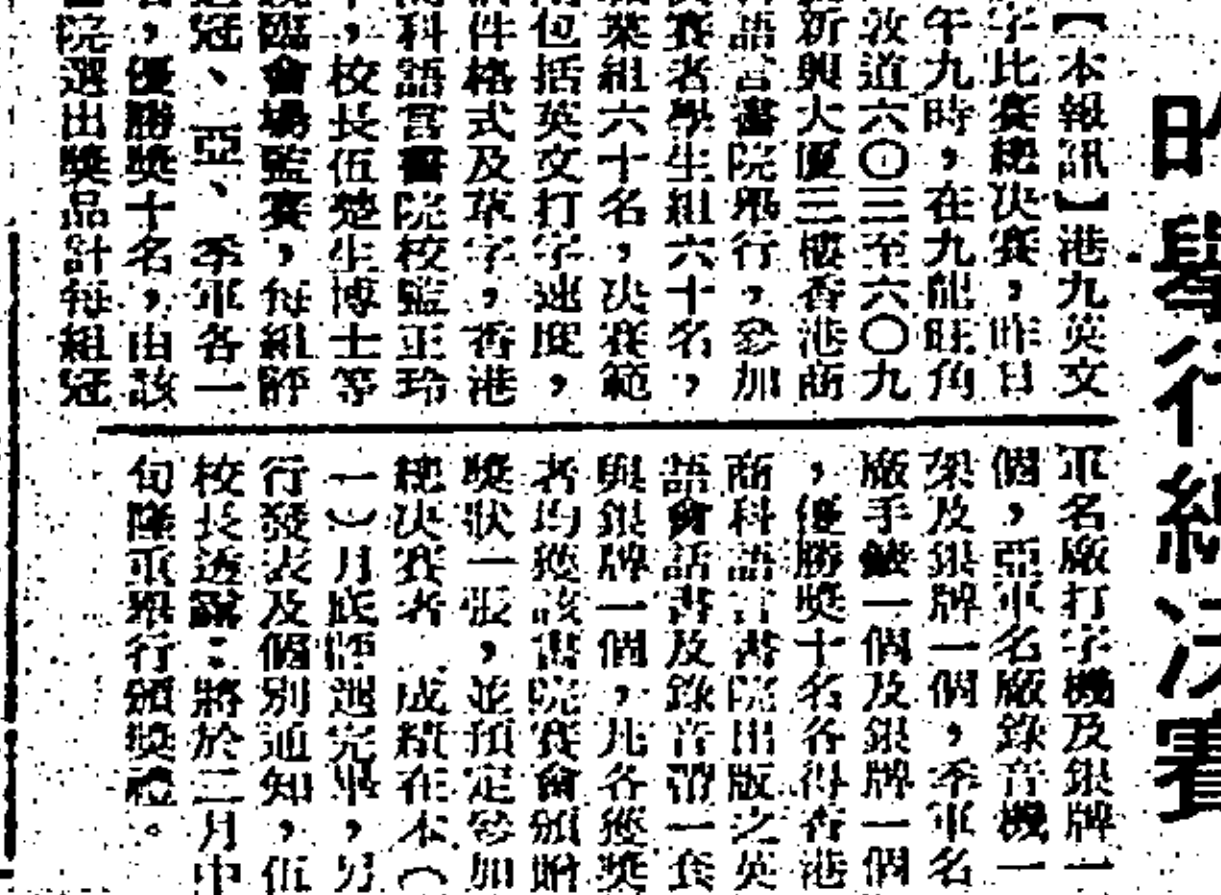 昨舉行總決賽
【本報訊】港九英文
字比賽總决賽，昨日
午九時，在九龍旺角
敦道六〇三至六〇九
新興大厦三樓香港商
語言書院舉行，參加
賽者學生組六十名，
業組六十名，决賽範
包括英文打字速度，
件格式及草字，香港
科語言書院校監王玲
，校長伍楚生博士等
臨會場監賽，每組評
冠、亞、季軍各一
，優勝獎十名，由該
院選出獎品計每組冠
軍名廠打字機及銀牌一
個，亞軍名廠錄音機一
架及銀牌一個，季軍名
廠手錶一個及銀牌一個
，優勝獎十名各得香港
商科語言書院出版之英
語會話書及錄音帶一套
與銀牌一個，凡各獲獎
者均獲該書院賽會頒贈
獎狀一張，並預定參加
總决賽者 成績在本（
一）月底評選完畢，另
行發表及個別通知，伍
校長透露：將於二月中
旬隆重舉行頒獎禮。